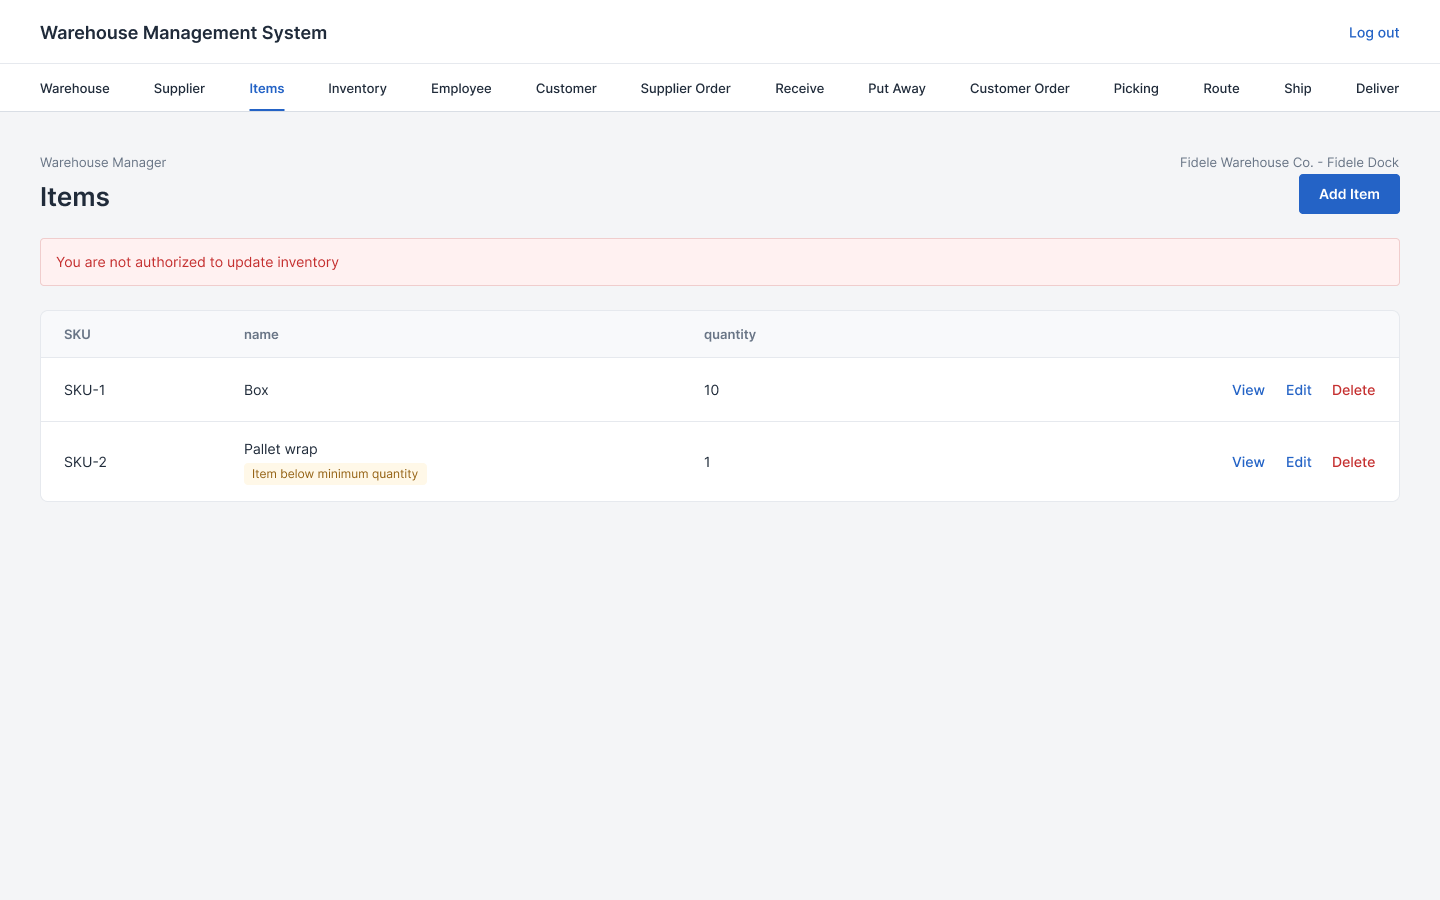 Warehouse Management System
Log out
Warehouse Supplier Items Inventory Employee Customer Supplier Order Receive Put Away Customer Order Picking Route Ship Deliver
Warehouse Manager
Fidele Warehouse Co. - Fidele Dock
Items
Add Item
You are not authorized to update inventory
SKU name quantity
SKU-1 Box 10 View Edit Delete
Pallet wrap
SKU-2 1 View Edit Delete
Item below minimum quantity